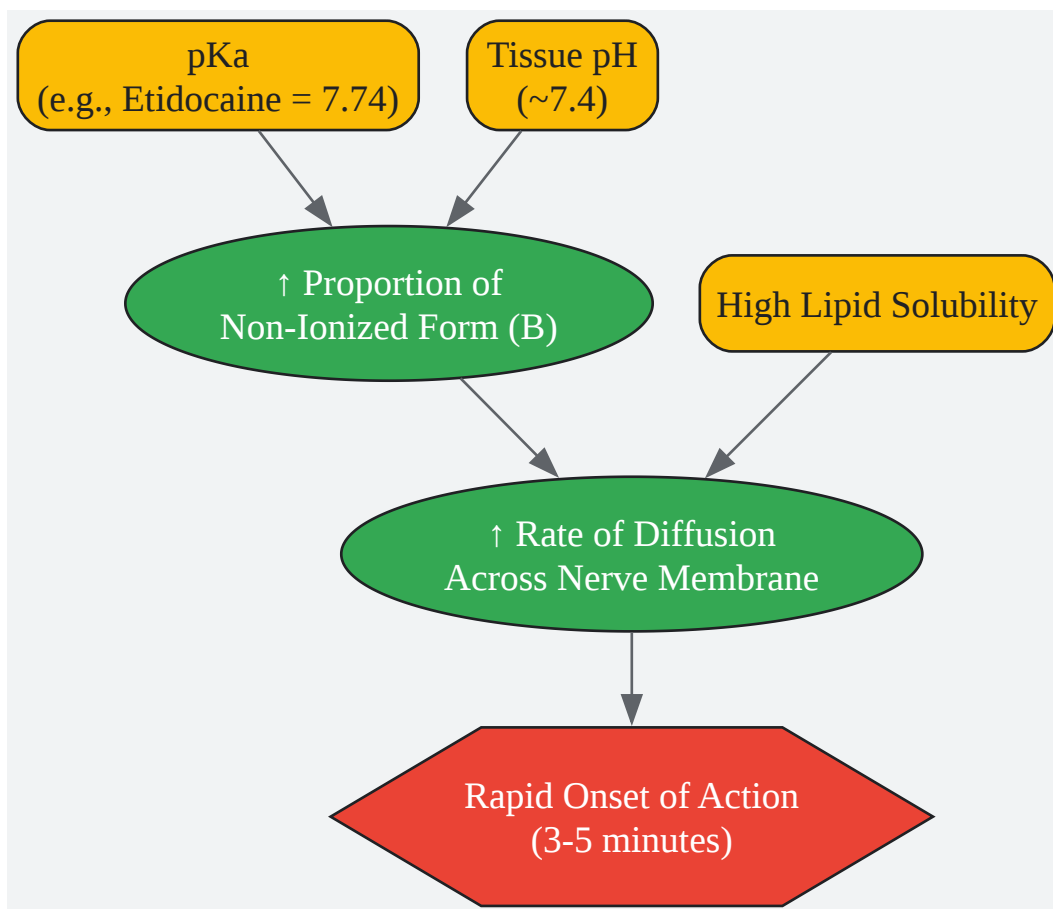 pKa
(e.g., Etidocaine = 7.74)
Tissue pH
(~7.4)
↑ Proportion of
Non-Ionized Form (B)
High Lipid Solubility
↑ Rate of Diffusion
Across Nerve Membrane
Rapid Onset of Action
(3-5 minutes)